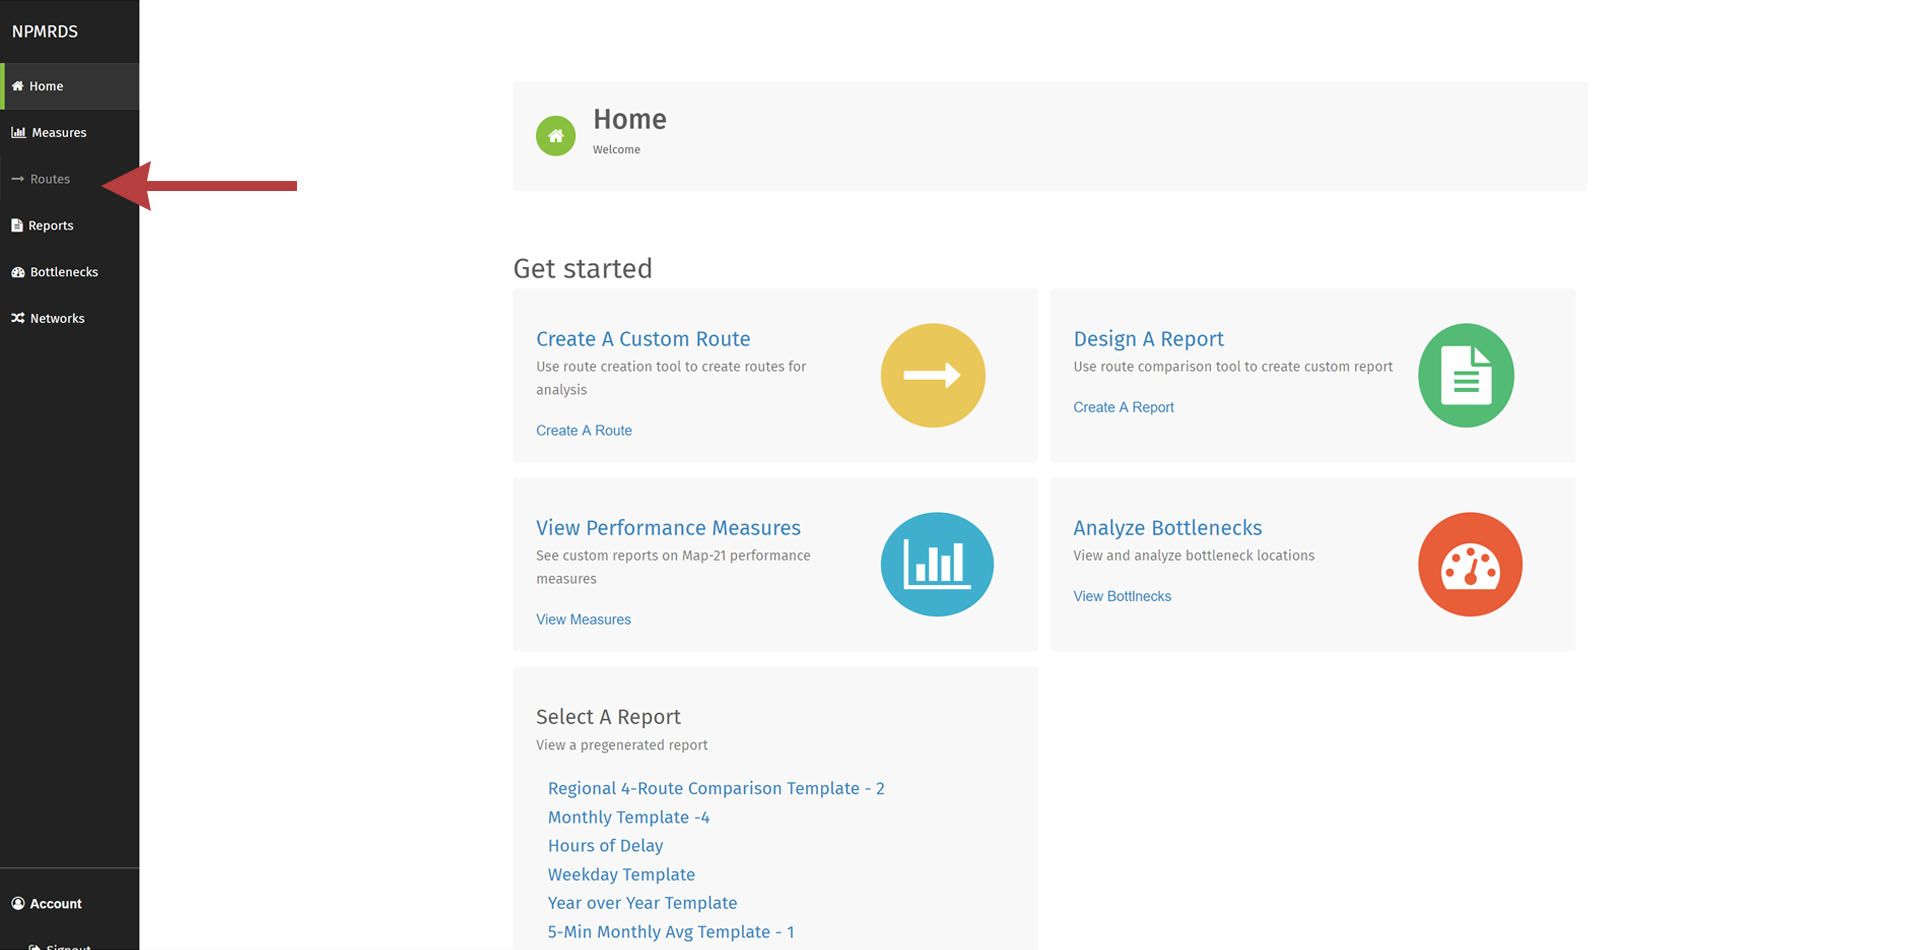 NPMRDS
Home
Measures
Routes
Reports
Bottlenecks
Networks
Account
Signout
Home
Welcome
Get started
Create A Custom Route
Use route creation tool to create routes for
analysis
Create A Route
Design A Report
Use route comparison tool to create custom report
Create A Report
View Performance Measures
See custom reports on Map-21 performance
measures
View Measures
Analyze Bottlenecks
View and analyze bottleneck locations
View Bottlnecks
Select A Report
View a pregenerated report
Regional 4-Route Comparison Template - 2
Monthly Template -4
Hours of Delay
Weekday Template
Year over Year Template
5-Min Monthly Avg Template - 1